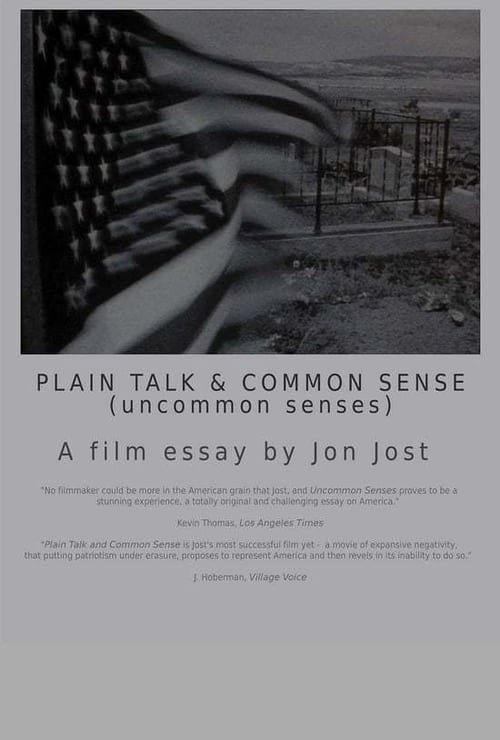 PLAIN TALK & COMMON SENSE
(uncommon senses)
A film essay by Jon Jost
"No filmmaker could be more in the American grain that Jost, and Uncommon Senses proves to be a
stunning experience, a totally original and challenging essay on America."
Kevin Thomas, Los Angeles Times
"Plain Talk and Common Sense is Jost's most successful film yet - a movie of expansive negativity,
that putting patriotism under erasure, proposes to represent America and then revels in its inability to do so."
J. Hoberman, Village Voice